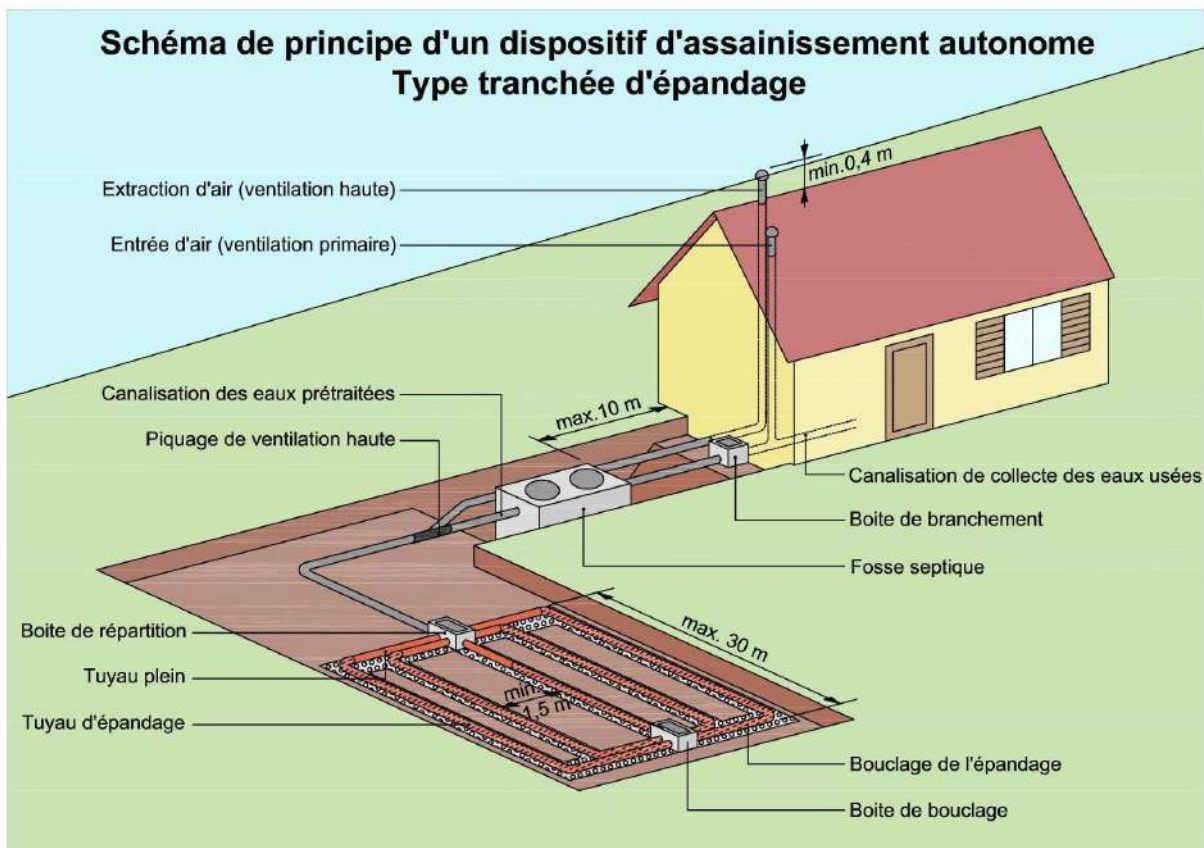 Schéma de principe d'un dispositif d'assainissement autonome
Type tranchée d'épandage
min.0,4 m
Extraction d'air (ventilation haute)
Entrée d'air (ventilation primaire)
Canalisation des eaux prétraitées
max.10 m
Piquage de ventilation haute
Canalisation de collecte des eaux usées
Boite de branchement
Fosse septique
Boite de répartition
max. 30 m
Tuyau plein
min.
1,5 m
Tuyau d'épandage
Bouclage de l'épandage
Boite de bouclage